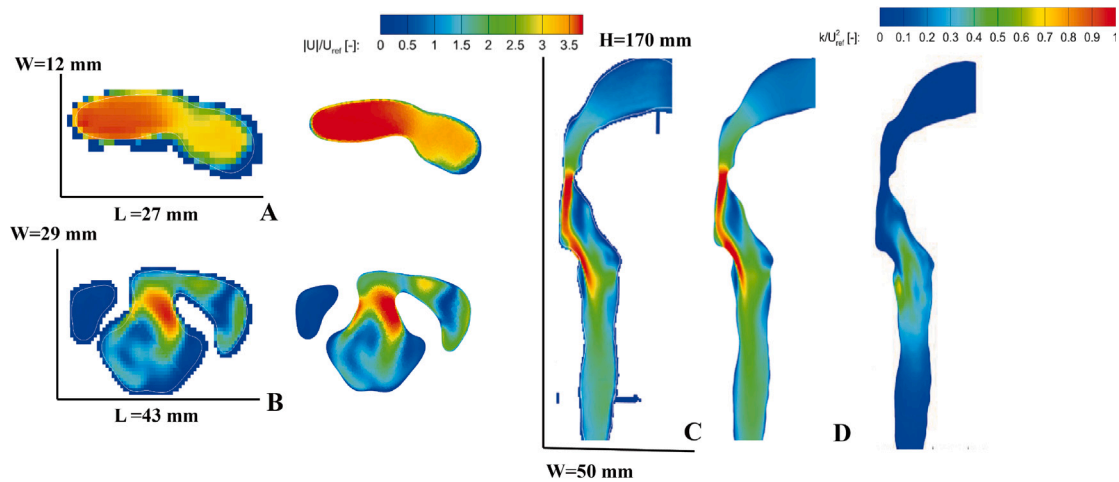 |U|/U_ref [-]:
0 0.5 1 1.5 2 2.5 3 3.5
k/U²_ref [-]:
0 0.1 0.2 0.3 0.4 0.5 0.6 0.7 0.8 0.9 1
H=170 mm
W=12 mm
L =27 mm
A
W=29 mm
L =43 mm
B
C
D
W=50 mm